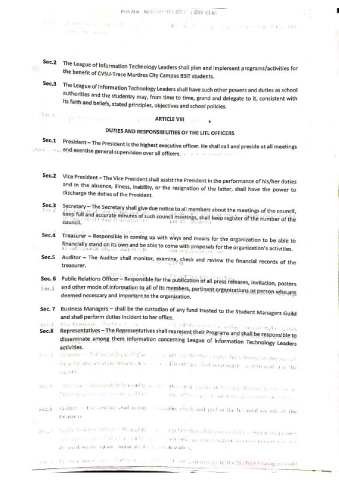 Sec.2 The League of Information Technology Leaders shall plan and implement programs/activities for
the benefit of CVSU-Trece Martires City Campus BSIT students.
Sec.3 The League of Information Technology Leaders shall have such other powers and duties as school
authorities and the studentry may, from time to time, grand and delegate to it, consistent with
its faith and beliefs, stated principles, objectives and school policies.
ARTICLE VIII
DUTIES AND RESPONSIBILITIES OF THE LITL OFFICERS
Sec.1 President – The President is the highest executive officer. He shall call and preside at all meetings
and exercise general supervision over all officers.
Sec.2 Vice President – The Vice President shall assist the President in the performance of his/her duties
and in the absence, illness, inability, or the resignation of the latter, shall have the power to
discharge the duties of the President.
Sec.3 Secretary – The Secretary shall give due notice to all members about the meetings of the council,
keep full and accurate minutes of such council meetings, shall keep register of the number of the
council.
Sec.4 Treasurer – Responsible in coming up with ways and means for the organization to be able to
financially stand on its own and be able to come with proposals for the organization's activities.
Sec.5 Auditor – The Auditor shall monitor, examine, check and review the financial records of the
treasurer.
Sec. 6 Public Relations Officer – Responsible for the publication of all press releases, invitation, posters
and other mode of information to all of its members, pertinent organisations or person who are
deemed necessary and importers to the organisation.
Sec. 7 Business Managers – shall be the custodian of any fund trusted to the Student Managers Guild
and shall perform duties incident to her office.
Sec.8 Representatives – The Representatives shall represent their Programs and shall be responsible to
disseminate among them information concerning League of Information Technology Leaders
activities.